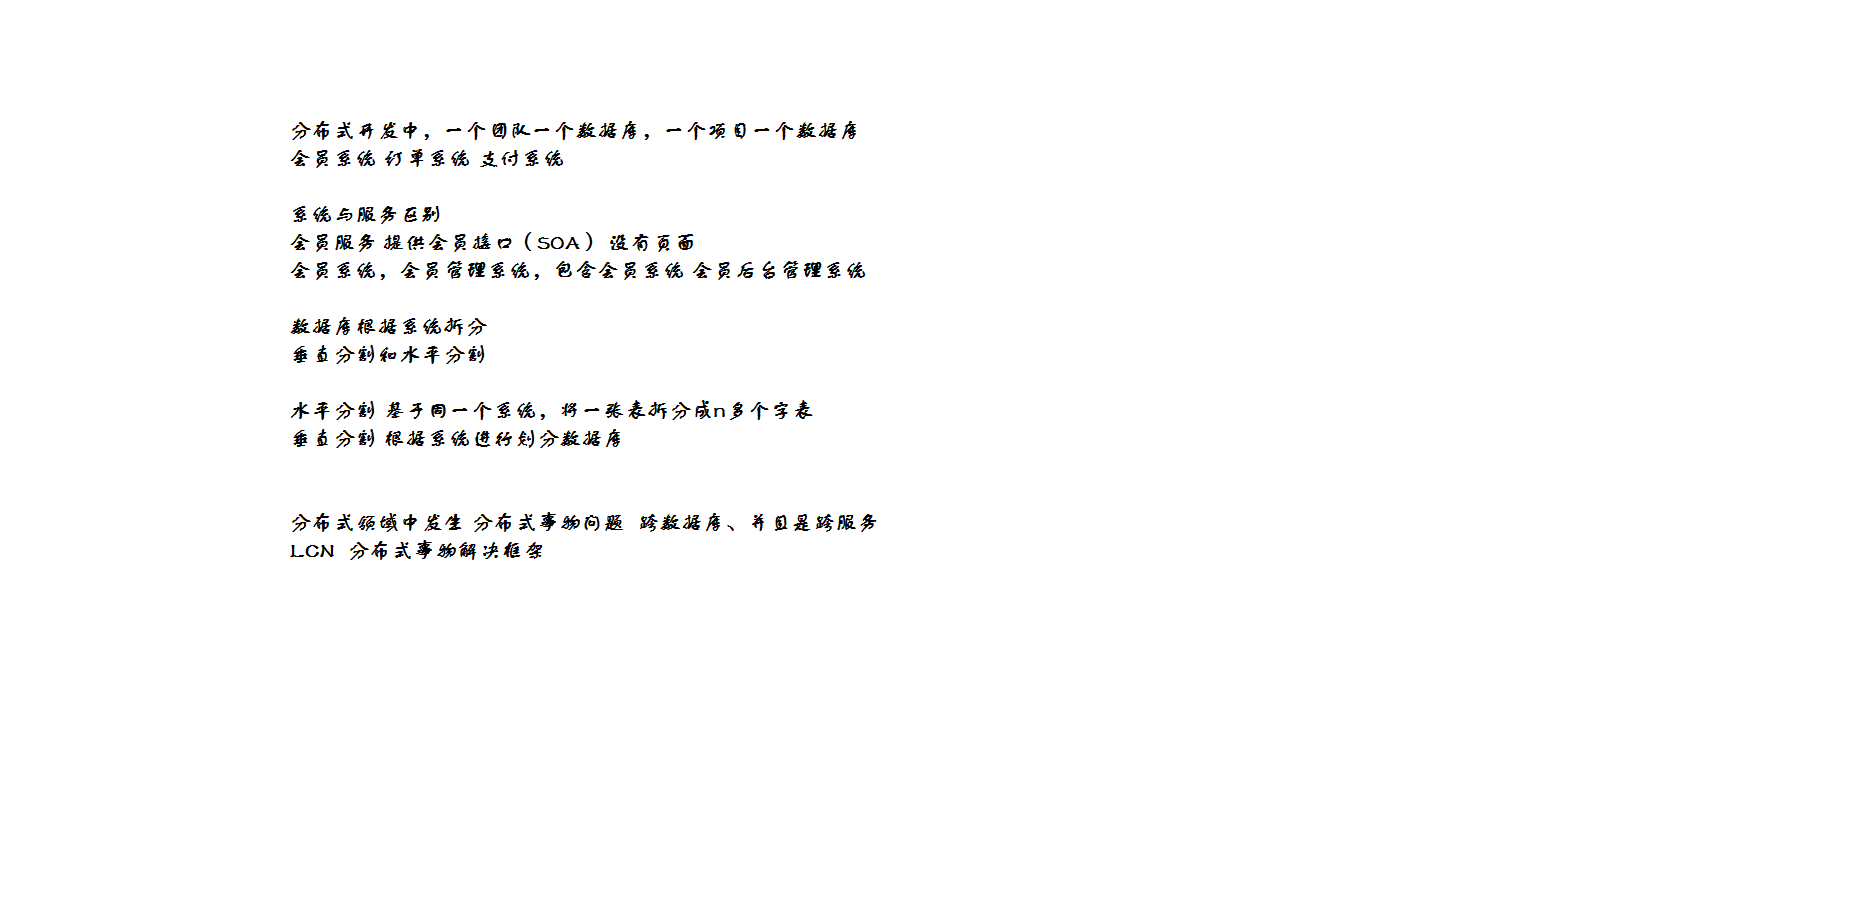 分布式开发中，一个团队一个数据库，一个项目一个数据库
会员系统 订单系统 支付系统
系统与服务区别
会员服务 提供会员接口（SOA） 没有页面
会员系统，会员管理系统，包含会员系统 会员后台管理系统
数据库根据系统拆分
垂直分割和水平分割
水平分割 基于同一个系统，将一张表拆分成n多个字表
垂直分割 根据系统进行划分数据库
分布式领域中发生 分布式事物问题 跨数据库、并且是跨服务
LCN 分布式事物解决框架